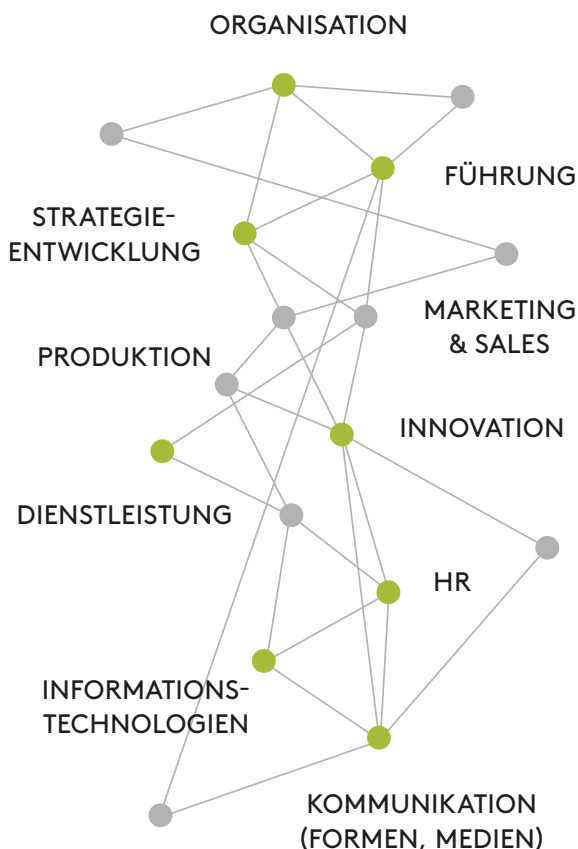 ORGANISATION
FÜHRUNG
STRATEGIE-
ENTWICKLUNG
MARKETING
& SALES
PRODUKTION
INNOVATION
DIENSTLEISTUNG
HR
INFORMATIONS-
TECHNOLOGIEN
KOMMUNIKATION
(FORMEN, MEDIEN)